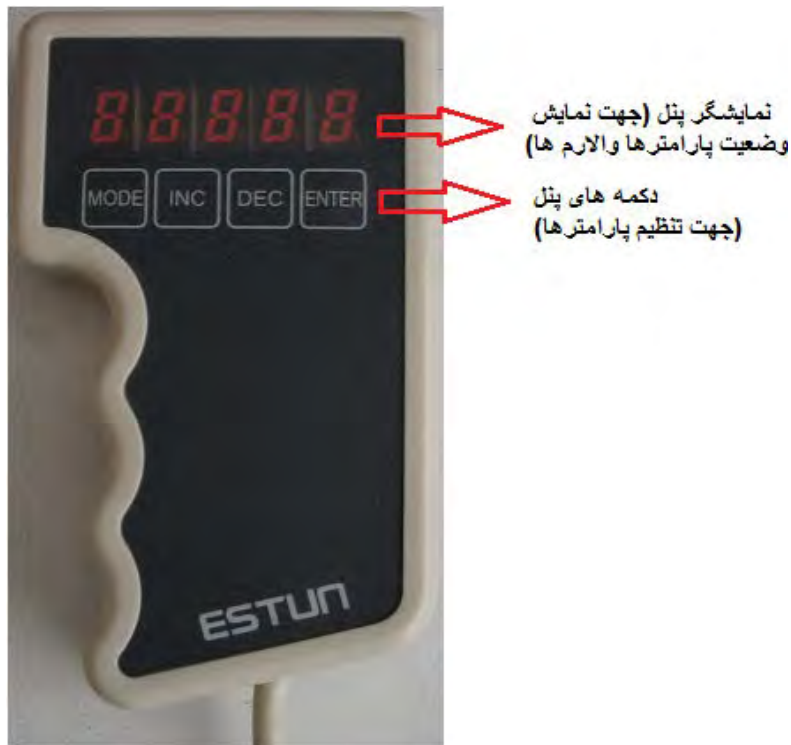 88888
نمایشگر پنل (جهت نمایش
وضعیت پارامترها والارم ها)
MODE INC DEC ENTER
دکمه های پنل
(جهت تنظیم پارامترها)
ESTUN